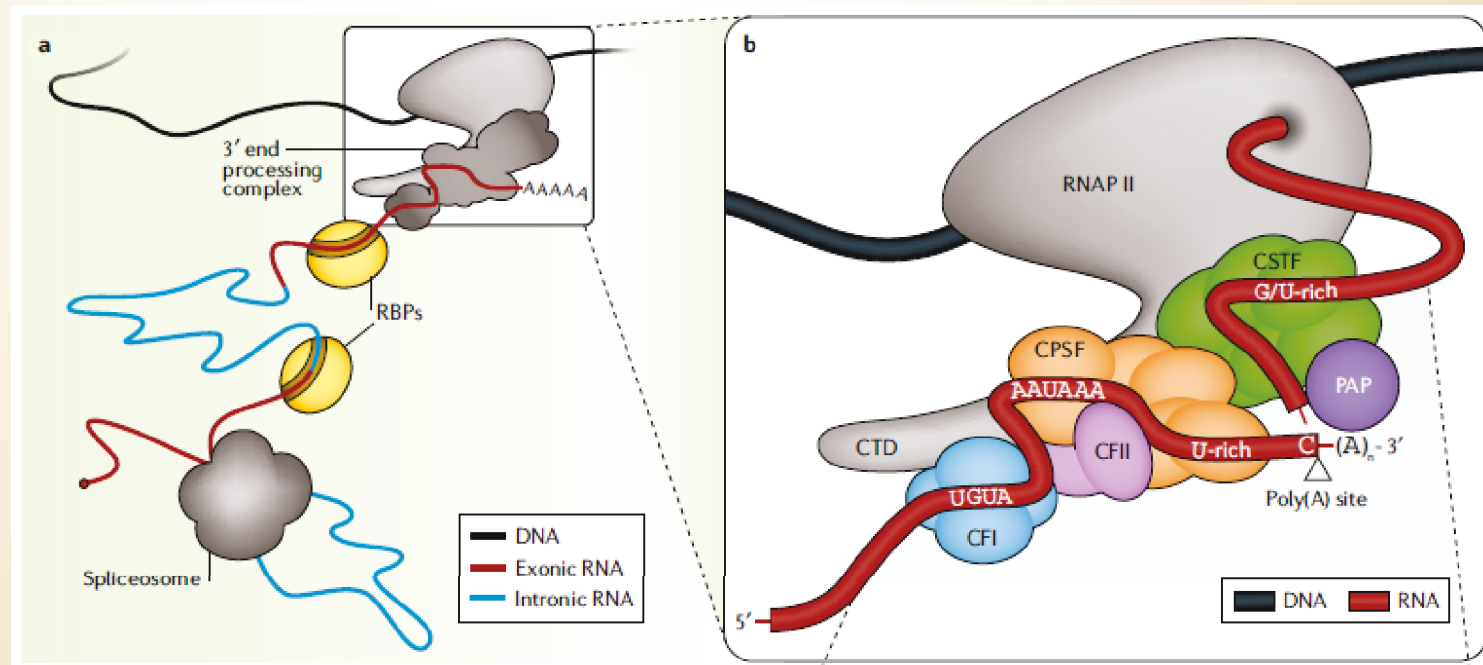 a
3′ end
processing
complex
AAAAA
RBPs
Spliceosome
DNA
Exonic RNA
Intronic RNA
b
RNAP II
CSTF
G/U-rich
CPSF
PAP
AAUAAA
CTD
CFII
U-rich
C
(A)n- 3′
UGUA
Poly(A) site
CFI
5′
DNA
RNA